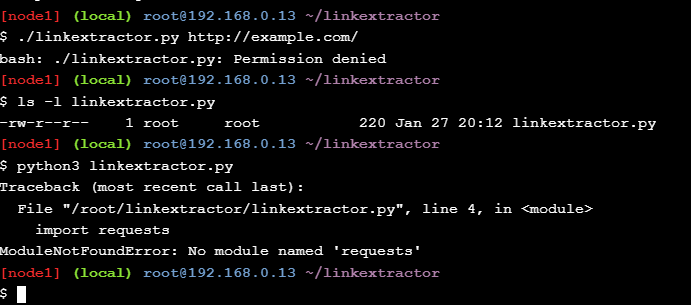 [node1] (local) root@192.168.0.13 ~/linkextractor
$ ./linkextractor.py http://example.com/
bash: ./linkextractor.py: Permission denied
[node1] (local) root@192.168.0.13 ~/linkextractor
$ ls -l linkextractor.py
-rw-r--r--    1 root     root           220 Jan 27 20:12 linkextractor.py
[node1] (local) root@192.168.0.13 ~/linkextractor
$ python3 linkextractor.py
Traceback (most recent call last):
  File "/root/linkextractor/linkextractor.py", line 4, in <module>
    import requests
ModuleNotFoundError: No module named 'requests'
[node1] (local) root@192.168.0.13 ~/linkextractor
$